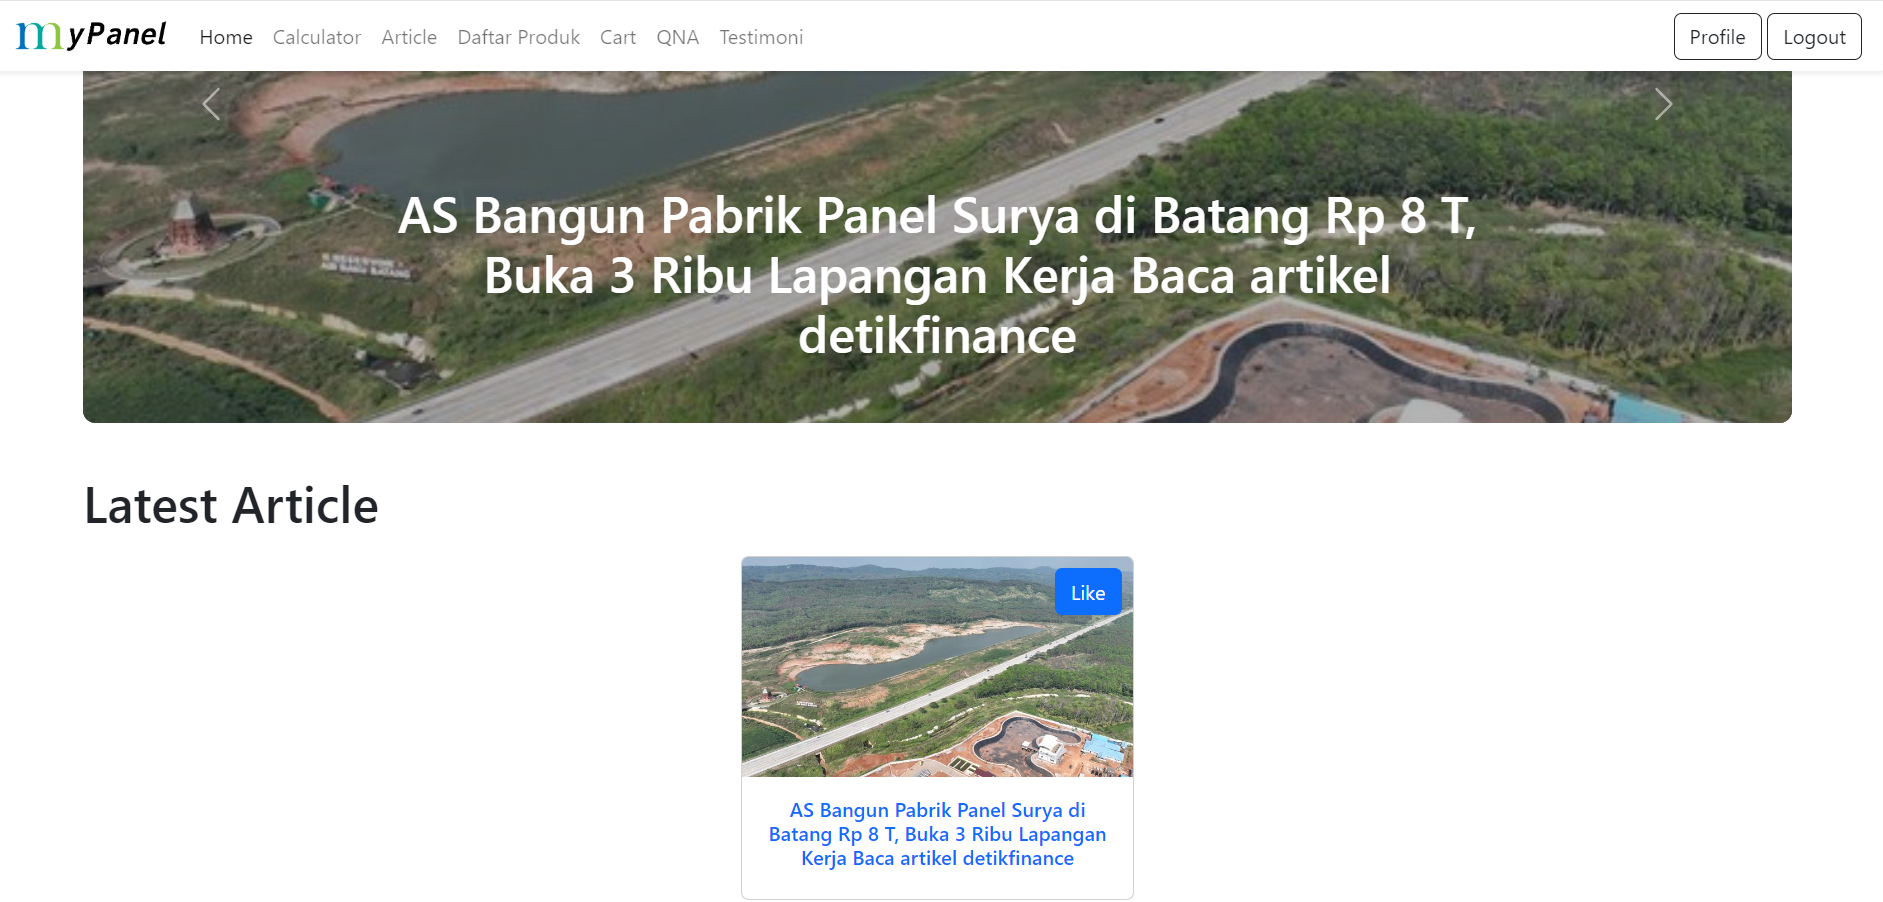 myPanel Home Calculator Article Daftar Produk Cart QNA Testimoni Profile Logout
AS Bangun Pabrik Panel Surya di Batang Rp 8 T,
Buka 3 Ribu Lapangan Kerja Baca artikel
detikfinance
Latest Article
Like
AS Bangun Pabrik Panel Surya di
Batang Rp 8 T, Buka 3 Ribu Lapangan
Kerja Baca artikel detikfinance